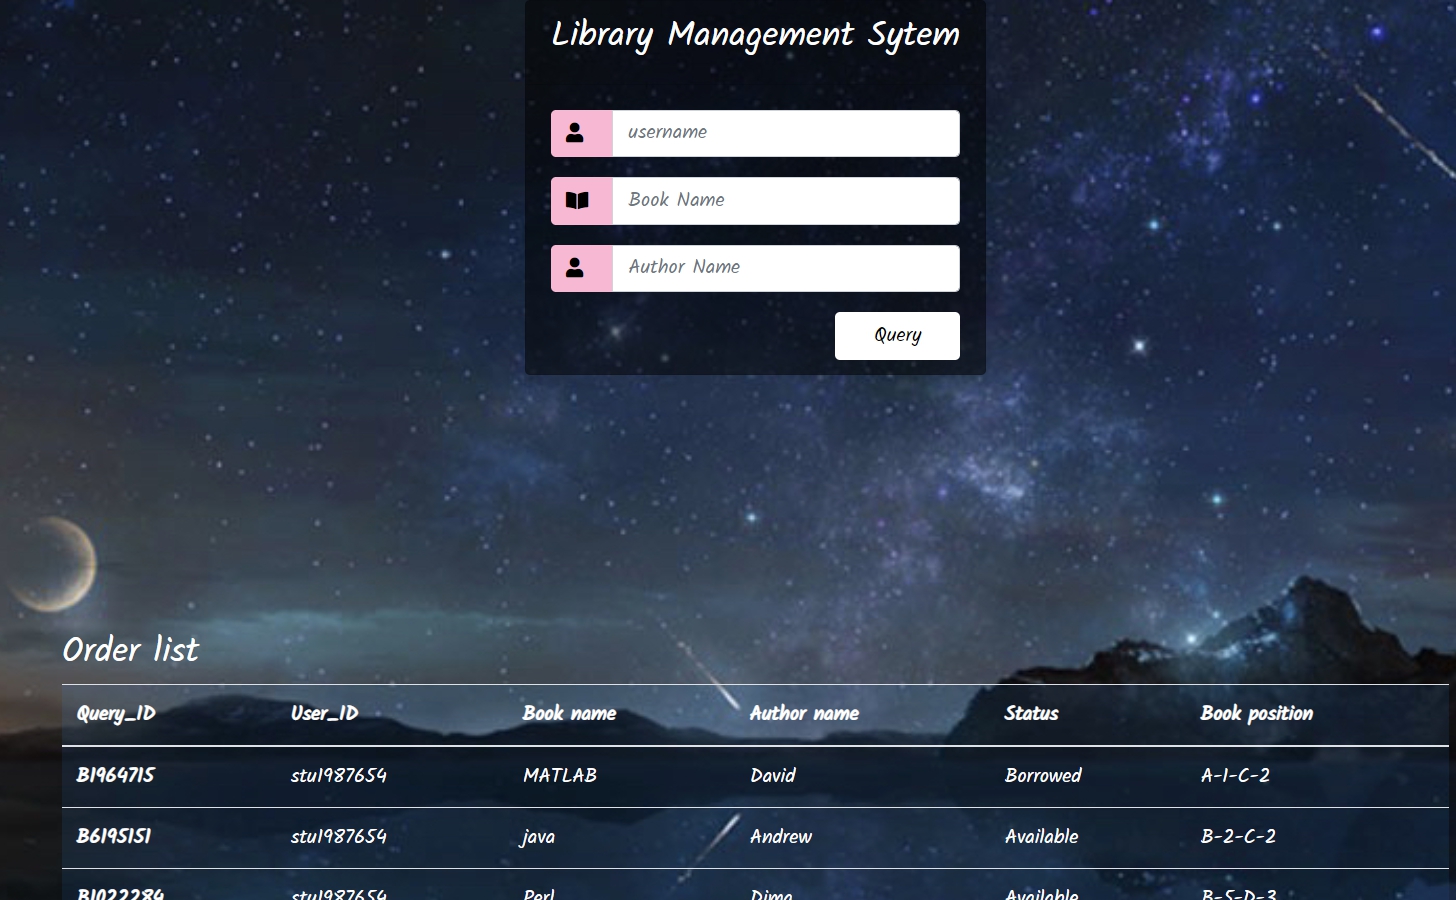 Library Management Sytem
username
Book Name
Author Name
Query
Order list
Query_ID User_ID Book name Author name Status Book position
B1964715 stu1987654 MATLAB David Borrowed A-1-C-2
B6195151 stu1987654 java Andrew Available B-2-C-2
B1022284 stu1987654 Perl Dima Available B-5-D-3